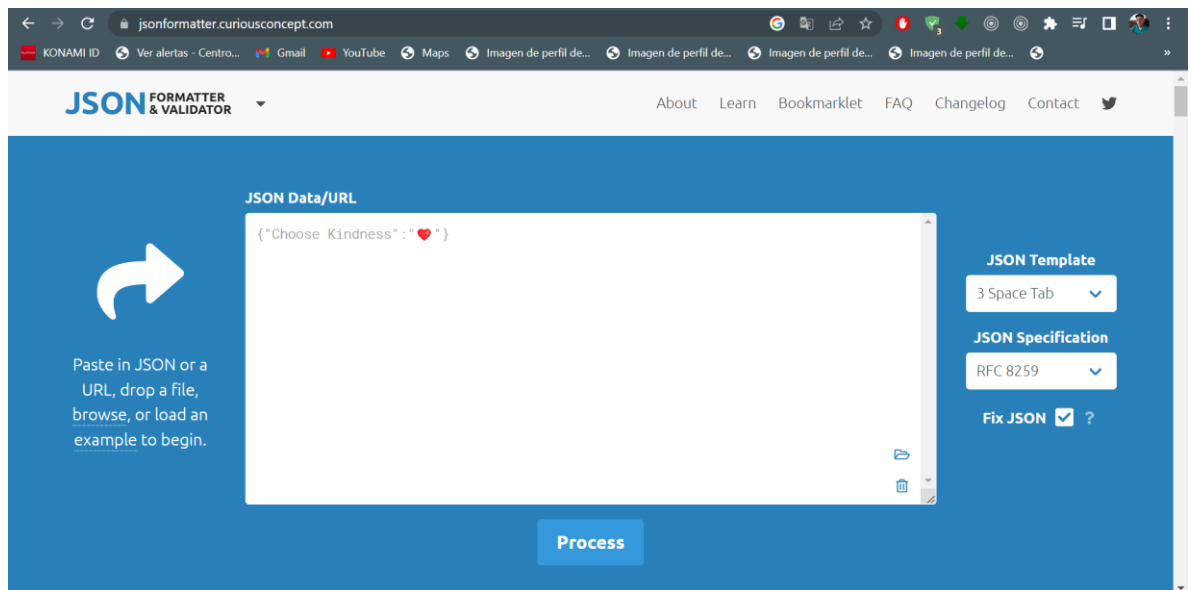 jsonformatter.curiousconcept.com
3
KONAMI ID Ver alertas - Centro... Gmail YouTube Maps Imagen de perfil de... Imagen de perfil de... Imagen de perfil de... Imagen de perfil de... »
JSON FORMATTER & VALIDATOR
About Learn Bookmarklet FAQ Changelog Contact
JSON Data/URL
{"Choose Kindness":"❤️"}
Paste in JSON or a
URL, drop a file,
browse, or load an
example to begin.
JSON Template
3 Space Tab
JSON Specification
RFC 8259
Fix JSON ?
Process